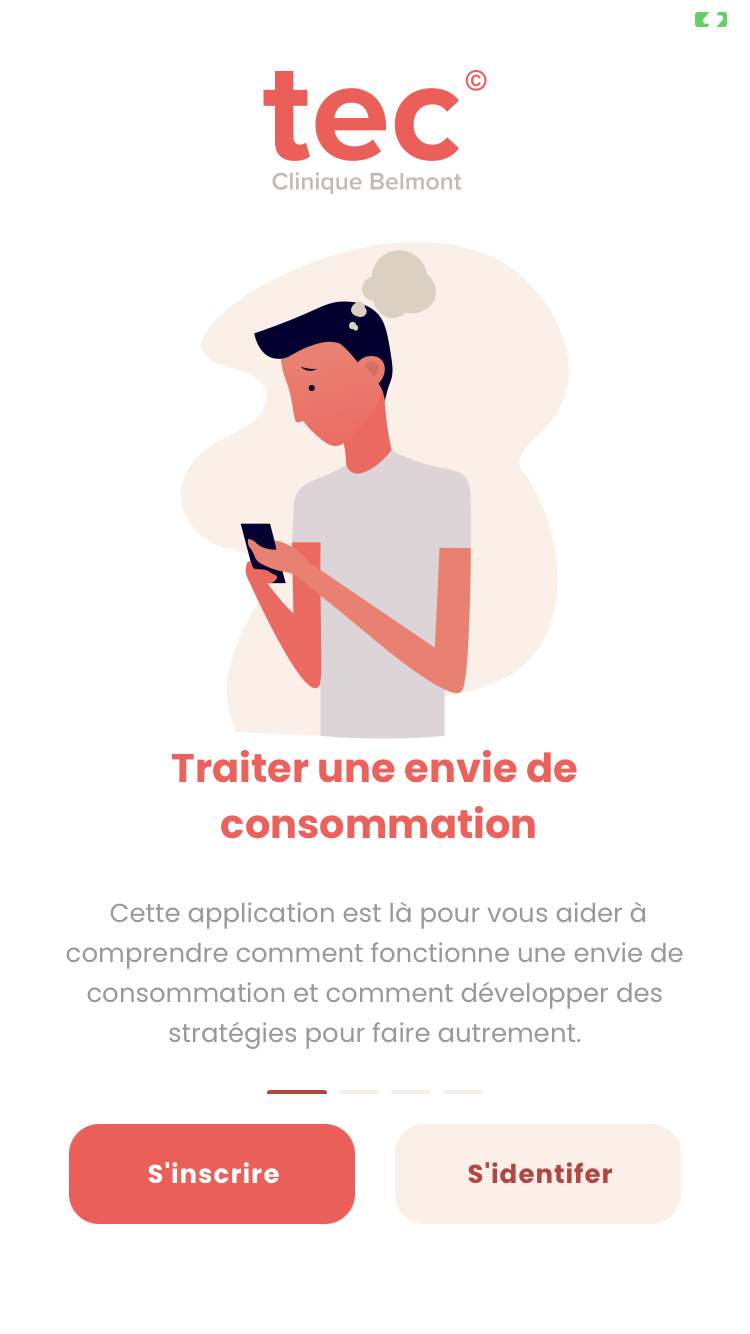 tec©
Clinique Belmont
Traiter une envie de
consommation
Cette application est là pour vous aider à
comprendre comment fonctionne une envie de
consommation et comment développer des
stratégies pour faire autrement.
S'inscrire
S'identifer